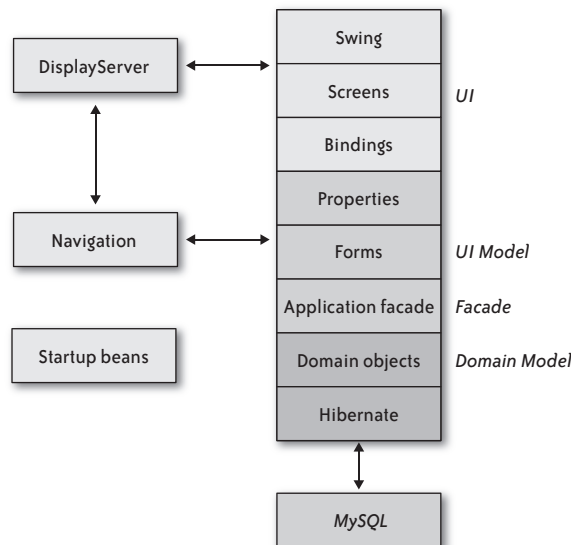 Swing
DisplayServer
Screens
UI
Bindings
Properties
Navigation
Forms
UI Model
Application facade
Facade
Startup beans
Domain objects
Domain Model
Hibernate
MySQL